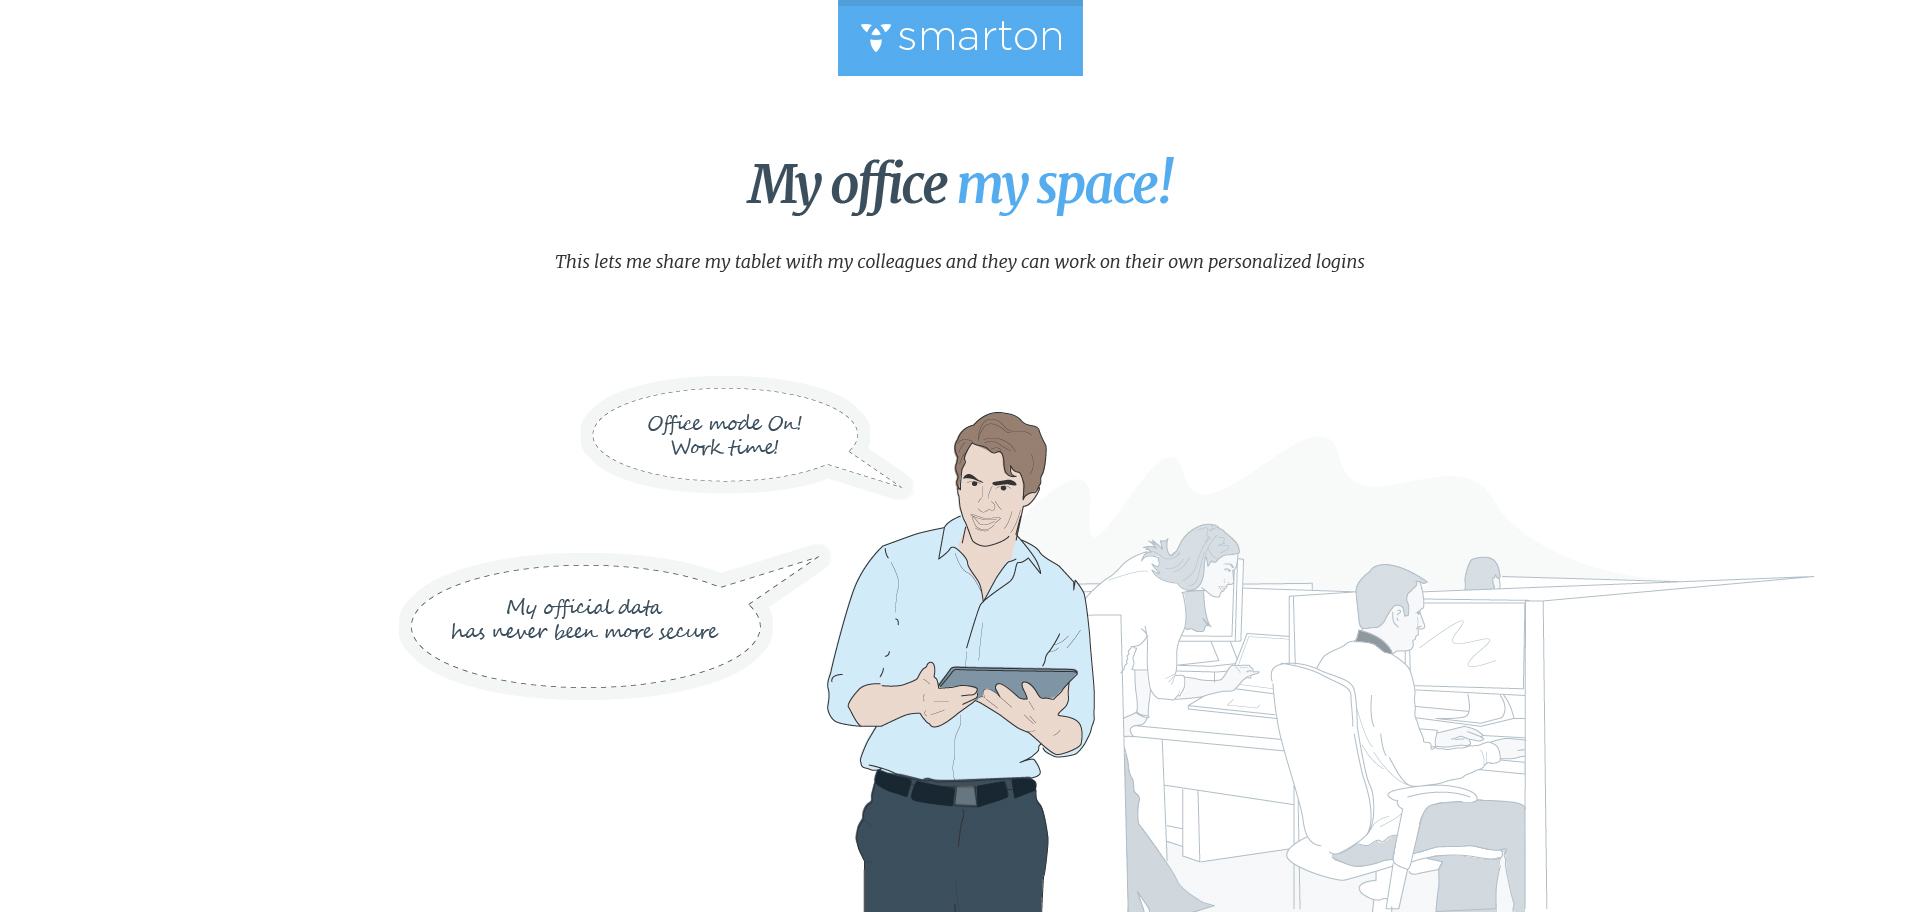 smarton
My office my space!
This lets me share my tablet with my colleagues and they can work on their own personalized logins
Office mode On!
Work time!
My official data
has never been more secure